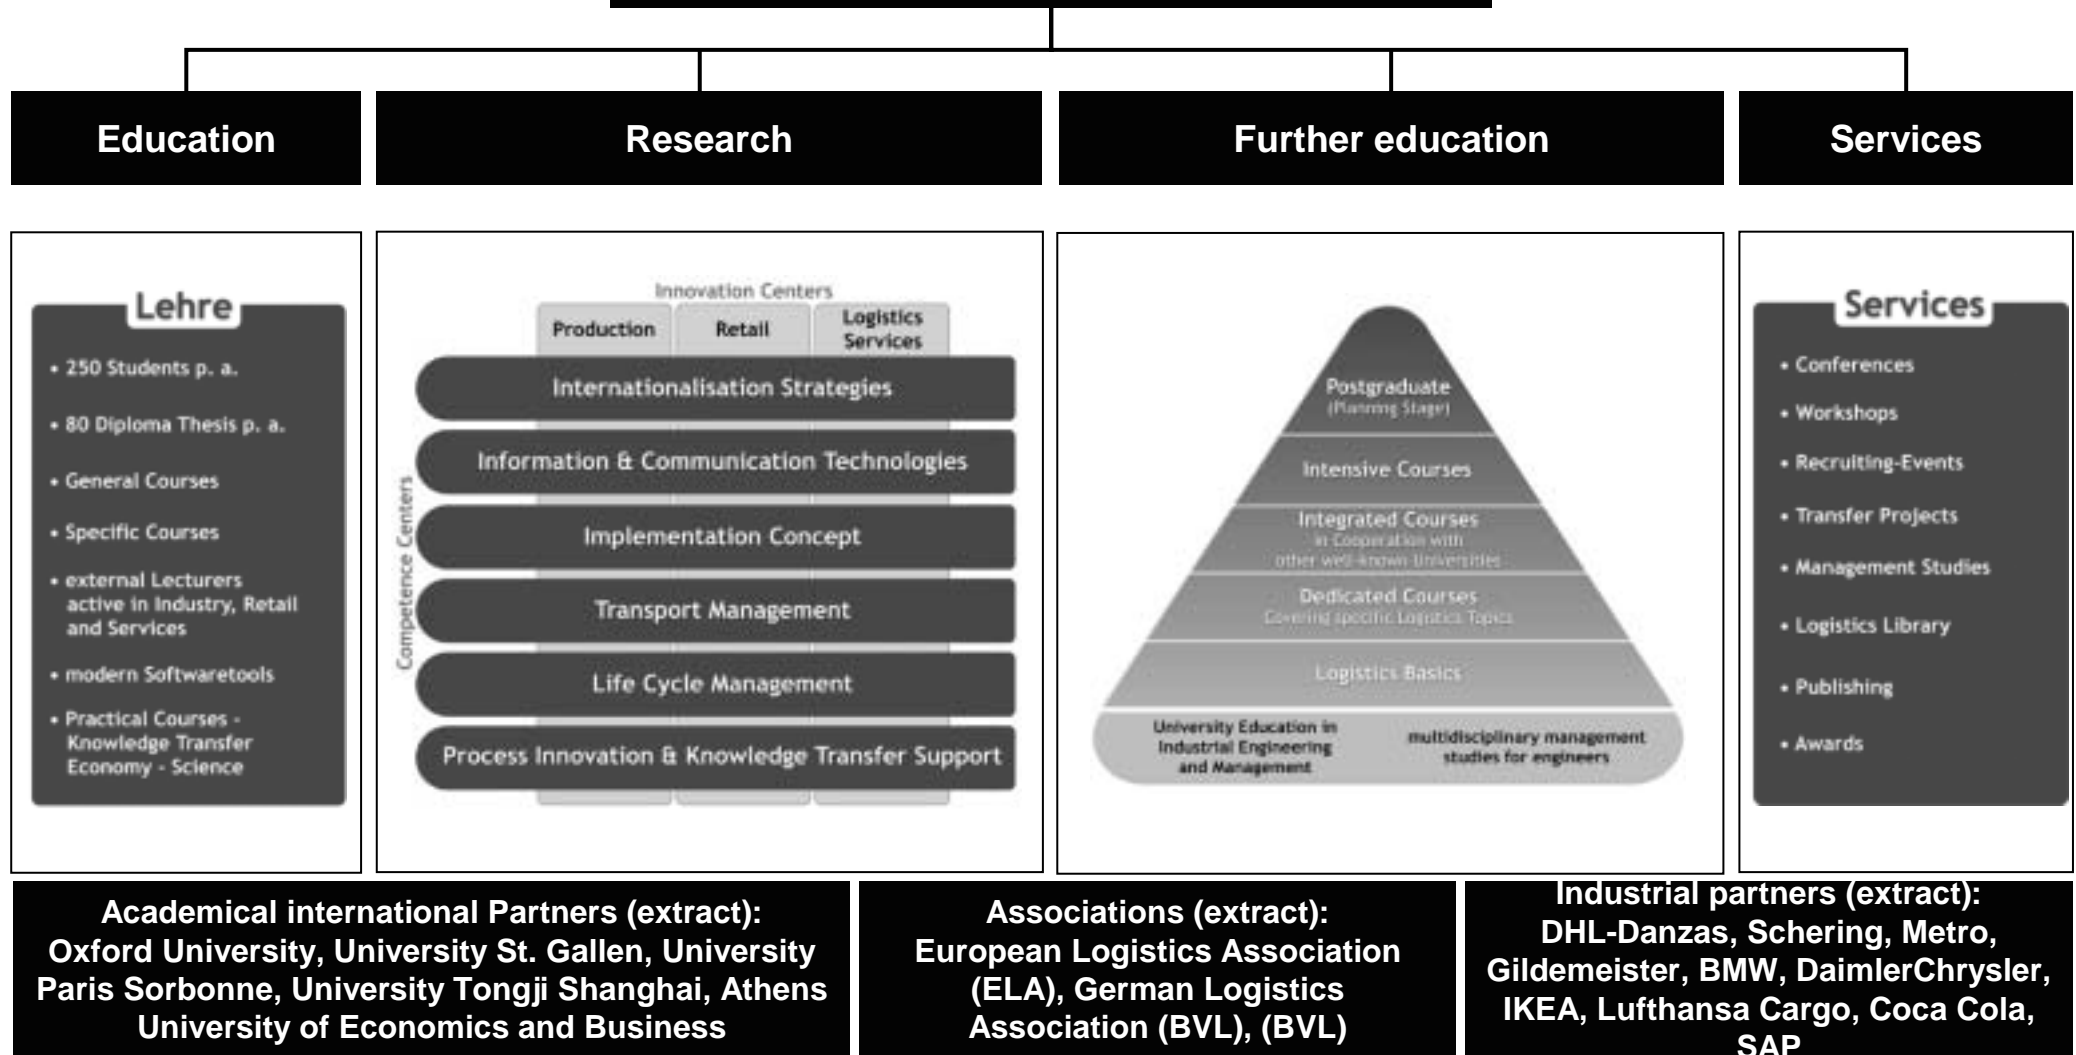 Education
Research
Further education
Services
Lehre
• 250 Students p. a.
• 80 Diploma Thesis p. a.
• General Courses
• Specific Courses
• external Lecturers
active in Industry, Retail
and Services
• modern Softwaretools
• Practical Courses -
Knowledge Transfer
Economy - Science
Innovation Centers
Production
Retail
Logistics
Services
Competence Centers
Internationalisation Strategies
Information & Communication Technologies
Implementation Concept
Transport Management
Life Cycle Management
Process Innovation & Knowledge Transfer Support
Postgraduate
(Planning Stage)
Intensive Courses
Integrated Courses
in Cooperation with
other well-known Universities
Dedicated Courses
Covering specific Logistics Topics
Logistics Basics
University Education in
Industrial Engineering
and Management
multidisciplinary management
studies for engineers
Services
• Conferences
• Workshops
• Recruiting-Events
• Transfer Projects
• Management Studies
• Logistics Library
• Publishing
• Awards
Academical international Partners (extract):
Oxford University, University St. Gallen, University
Paris Sorbonne, University Tongji Shanghai, Athens
University of Economics and Business
Associations (extract):
European Logistics Association
(ELA), German Logistics
Association (BVL), (BVL)
Industrial partners (extract):
DHL-Danzas, Schering, Metro,
Gildemeister, BMW, DaimlerChrysler,
IKEA, Lufthansa Cargo, Coca Cola,
SAP